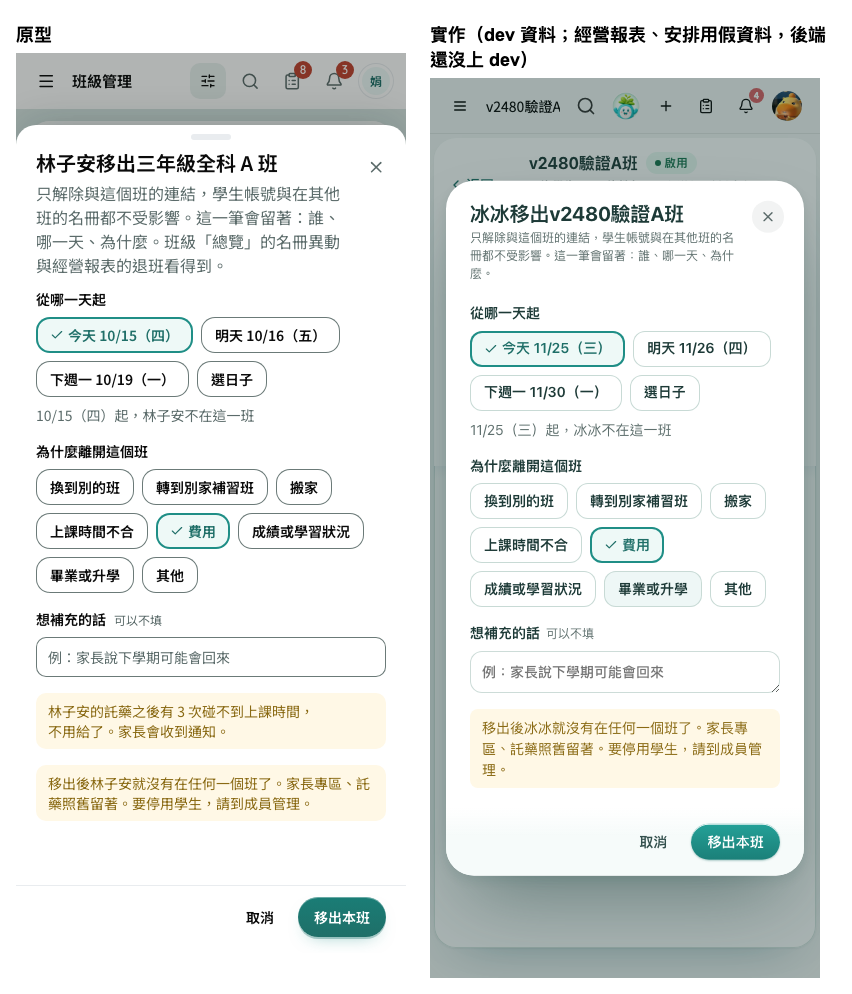 原型
班級管理
8
3
娟
林子安移出三年級全科 A 班
只解除與這個班的連結，學生帳號與在其他
班的名冊都不受影響。這一筆會留著：誰、
哪一天、為什麼。班級「總覽」的名冊異動
與經營報表的退班看得到。
從哪一天起
今天 10/15（四）
明天 10/16（五）
下週一 10/19（一）
選日子
10/15（四）起，林子安不在這一班
為什麼離開這個班
換到別的班
轉到別家補習班
搬家
上課時間不合
費用
成績或學習狀況
畢業或升學
其他
想補充的話 可以不填
例：家長說下學期可能會回來
林子安的託藥之後有 3 次碰不到上課時間，
不用給了。家長會收到通知。
移出後林子安就沒有在任何一個班了。家長專區、託
藥照舊留著。要停用學生，請到成員管理。
取消
移出本班
實作（dev 資料；經營報表、安排用假資料，後端
還沒上 dev）
v2480驗證A
4
v2480驗證A班
啟用
冰冰移出v2480驗證A班
只解除與這個班的連結，學生帳號與在其他班的名
冊都不受影響。這一筆會留著：誰、哪一天、為什
麼。
從哪一天起
今天 11/25（三）
明天 11/26（四）
下週一 11/30（一）
選日子
11/25（三）起，冰冰不在這一班
為什麼離開這個班
換到別的班
轉到別家補習班
搬家
上課時間不合
費用
成績或學習狀況
畢業或升學
其他
想補充的話 可以不填
例：家長說下學期可能會回來
移出後冰冰就沒有在任何一個班了。家長專
區、託藥照舊留著。要停用學生，請到成員管
理。
取消
移出本班